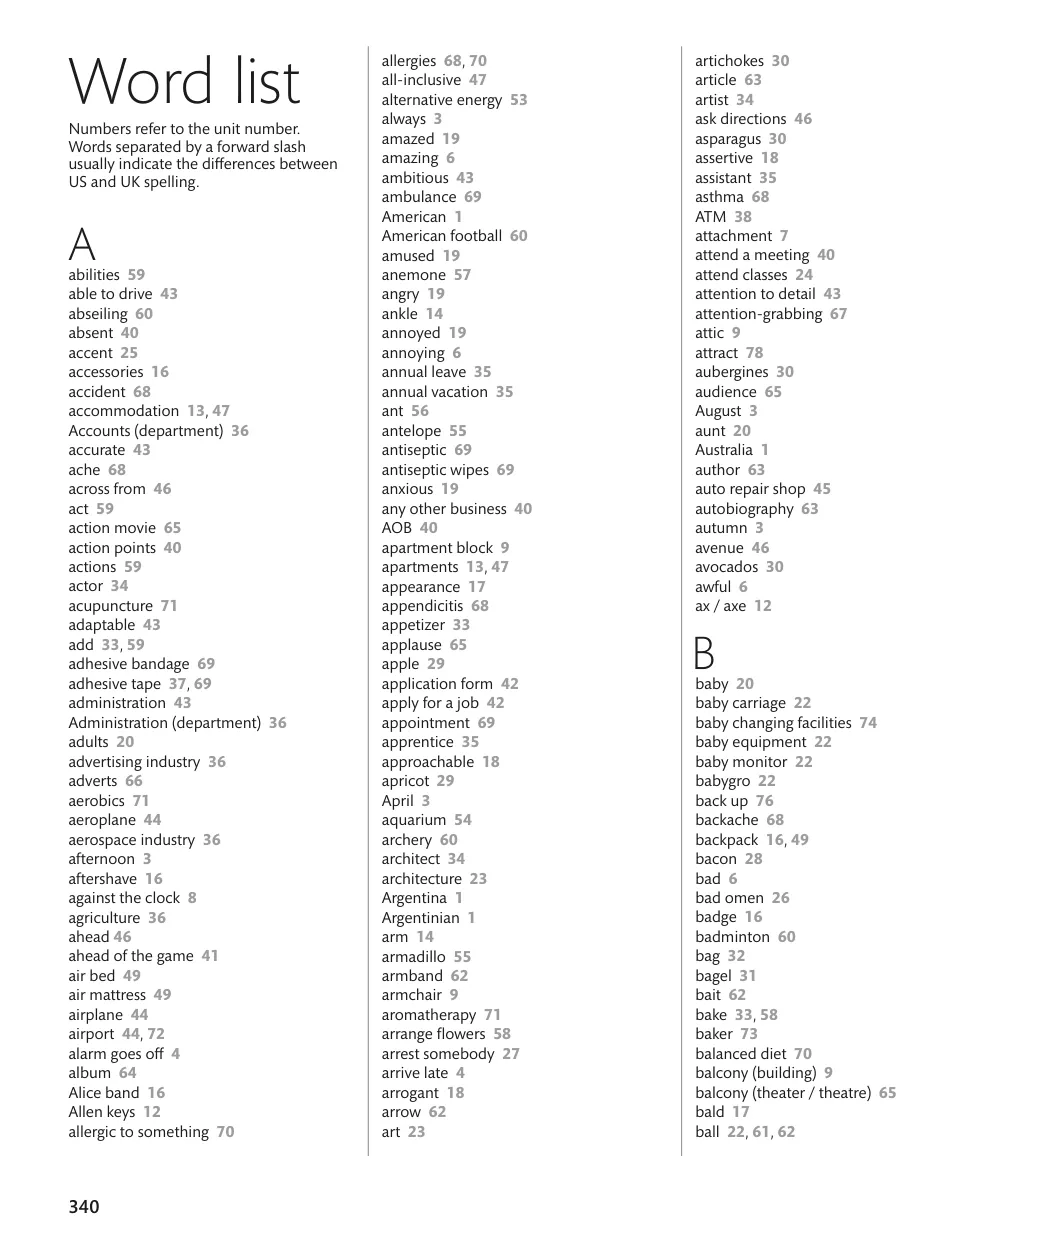 Word list
Numbers refer to the unit number.
Words separated by a forward slash
usually indicate the differences between
US and UK spelling.
A
abilities 59
able to drive 43
abseiling 60
absent 40
accent 25
accessories 16
accident 68
accommodation 13, 47
Accounts (department) 36
accurate 43
ache 68
across from 46
act 59
action movie 65
action points 40
actions 59
actor 34
acupuncture 71
adaptable 43
add 33, 59
adhesive bandage 69
adhesive tape 37, 69
administration 43
Administration (department) 36
adults 20
advertising industry 36
adverts 66
aerobics 71
aeroplane 44
aerospace industry 36
afternoon 3
aftershave 16
against the clock 8
agriculture 36
ahead 46
ahead of the game 41
air bed 49
air mattress 49
airplane 44
airport 44, 72
alarm goes off 4
album 64
Alice band 16
Allen keys 12
allergic to something 70
allergies 68, 70
all-inclusive 47
alternative energy 53
always 3
amazed 19
amazing 6
ambitious 43
ambulance 69
American 1
American football 60
amused 19
anemone 57
angry 19
ankle 14
annoyed 19
annoying 6
annual leave 35
annual vacation 35
ant 56
antelope 55
antiseptic 69
antiseptic wipes 69
anxious 19
any other business 40
AOB 40
apartment block 9
apartments 13, 47
appearance 17
appendicitis 68
appetizer 33
applause 65
apple 29
application form 42
apply for a job 42
appointment 69
apprentice 35
approachable 18
apricot 29
April 3
aquarium 54
archery 60
architect 34
architecture 23
Argentina 1
Argentinian 1
arm 14
armadillo 55
armband 62
armchair 9
aromatherapy 71
arrange flowers 58
arrest somebody 27
arrive late 4
arrogant 18
arrow 62
art 23
artichokes 30
article 63
artist 34
ask directions 46
asparagus 30
assertive 18
assistant 35
asthma 68
ATM 38
attachment 7
attend a meeting 40
attend classes 24
attention to detail 43
attention-grabbing 67
attic 9
attract 78
aubergines 30
audience 65
August 3
aunt 20
Australia 1
author 63
auto repair shop 45
autobiography 63
autumn 3
avenue 46
avocados 30
awful 6
ax / axe 12
B
baby 20
baby carriage 22
baby changing facilities 74
baby equipment 22
baby monitor 22
babygro 22
back up 76
backache 68
backpack 16, 49
bacon 28
bad 6
bad omen 26
badge 16
badminton 60
bag 32
bagel 31
bait 62
bake 33, 58
baker 73
balanced diet 70
balcony (building) 9
balcony (theater / theatre) 65
bald 17
ball 22, 61, 62
340